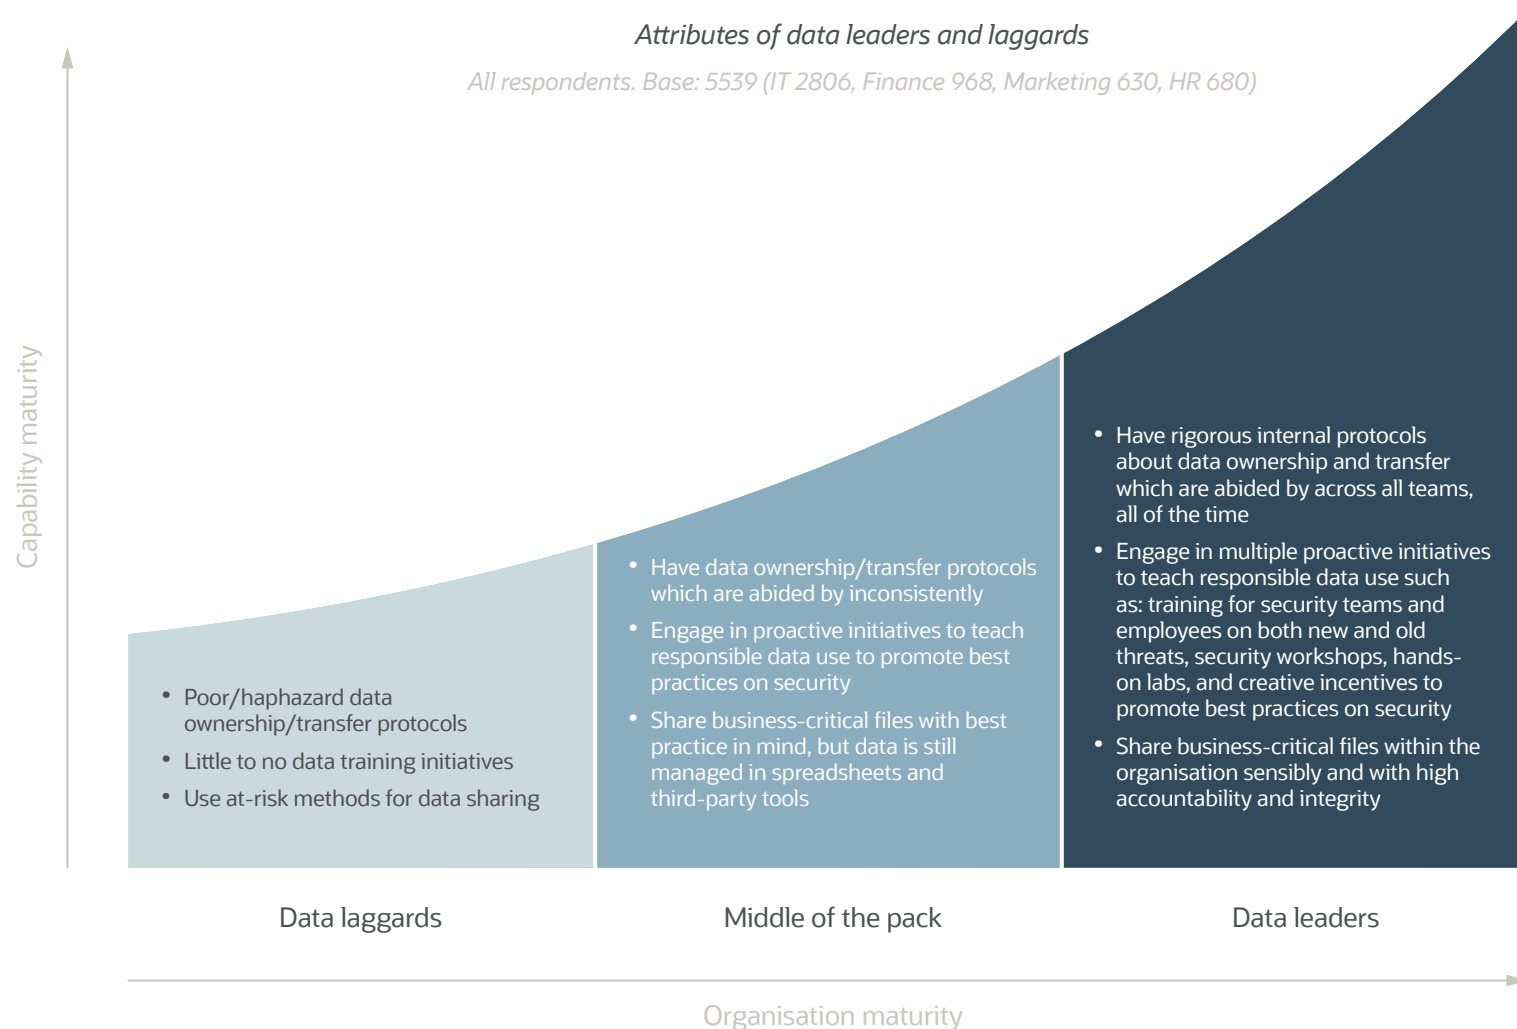 Attributes of data leaders and laggards
All respondents. Base: 5539 (IT 2806, Finance 968, Marketing 630, HR 680)
Capability maturity
• Poor/haphazard data
ownership/transfer protocols
• Little to no data training initiatives
• Use at-risk methods for data sharing
• Have data ownership/transfer protocols
which are abided by inconsistently
• Engage in proactive initiatives to teach
responsible data use to promote best
practices on security
• Share business-critical files with best
practice in mind, but data is still
managed in spreadsheets and
third-party tools
• Have rigorous internal protocols
about data ownership and transfer
which are abided by across all teams,
all of the time
• Engage in multiple proactive initiatives
to teach responsible data use such
as: training for security teams and
employees on both new and old
threats, security workshops, hands-
on labs, and creative incentives to
promote best practices on security
• Share business-critical files within the
organisation sensibly and with high
accountability and integrity
Data laggards
Middle of the pack
Data leaders
Organisation maturity